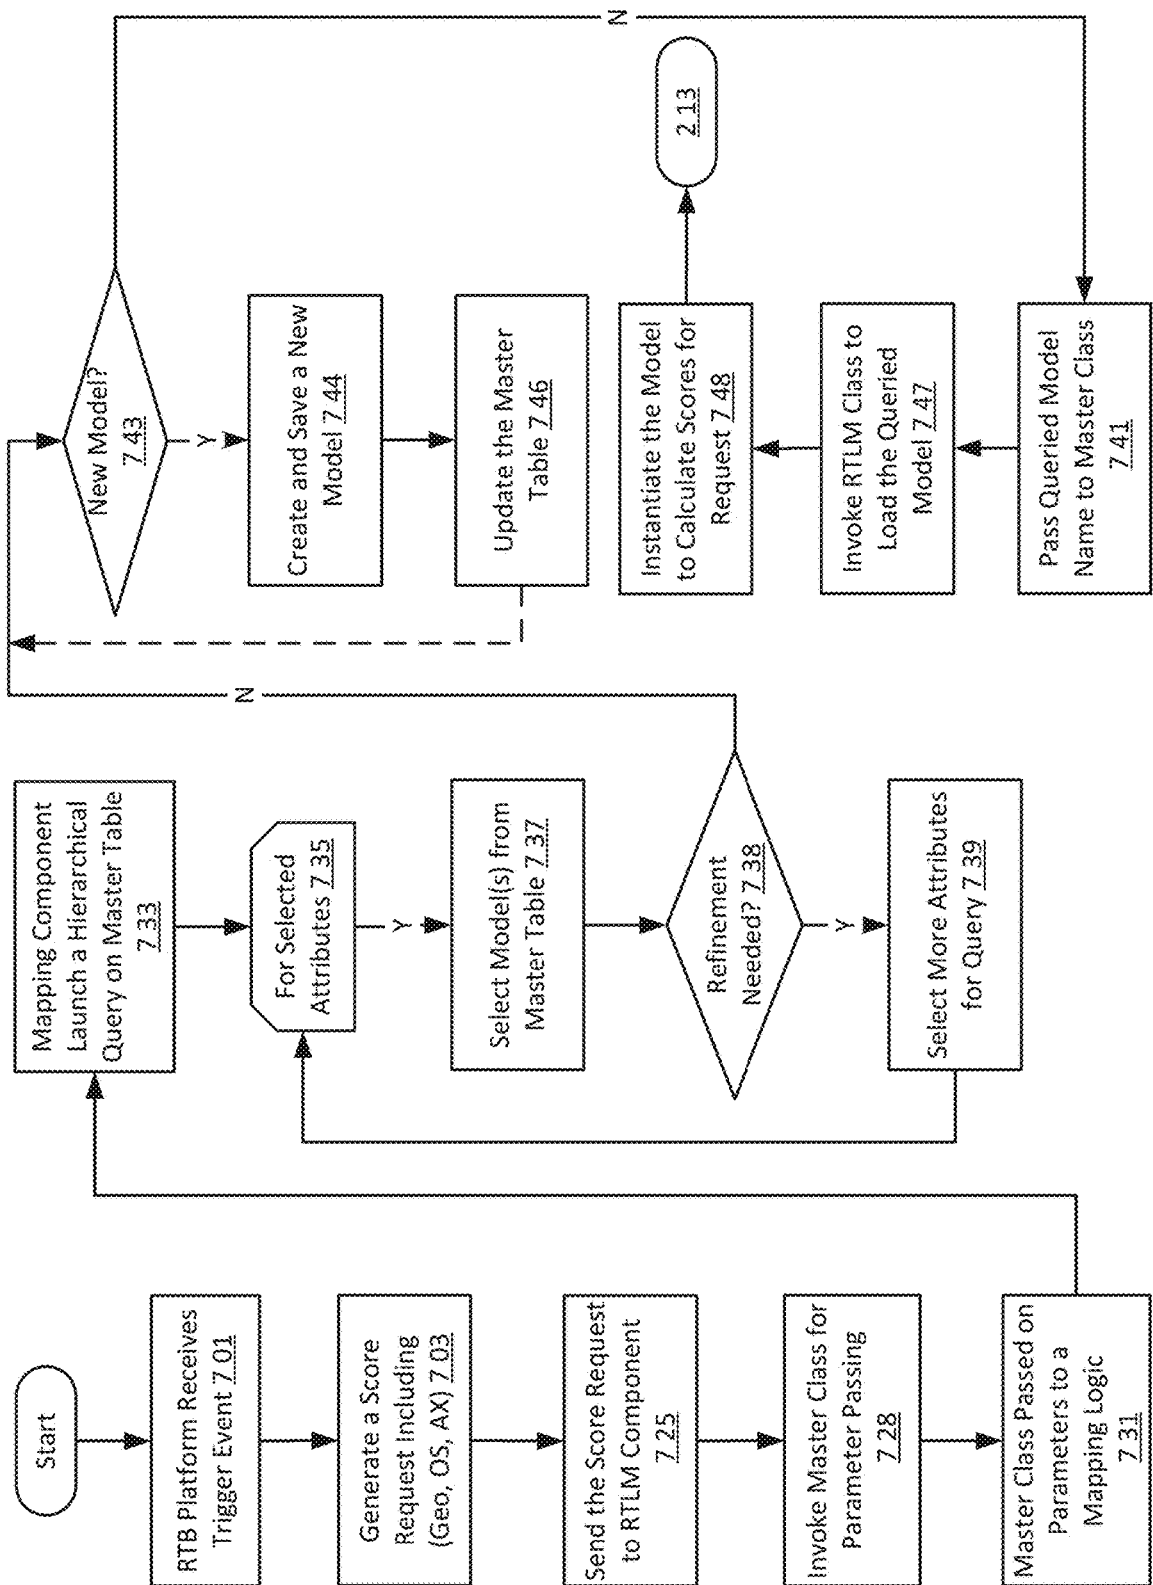 Start
RTB Platform Receives
Trigger Event 7.01
Generate a Score
Request Including
(Geo, OS, AX) 7.03
Send the Score Request
to RTLM Component
7.25
Invoke Master Class for
Parameter Passing
7.28
Master Class Passed on
Parameters to a
Mapping Logic
7.31
Mapping Component
Launch a Hierarchical
Query on Master Table
7.33
For Selected
Attributes 7.35
Y
Select Model(s) from
Master Table 7.37
Refinement
Needed? 7.38
N
Y
Select More Attributes
for Query 7.39
New Model?
7.43
N
Y
Create and Save a New
Model 7.44
Update the Master
Table 7.46
Instantiate the Model
to Calculate Scores for
Request 7.48
2.13
Invoke RTLM Class to
Load the Queried
Model 7.47
Pass Queried Model
Name to Master Class
7.41